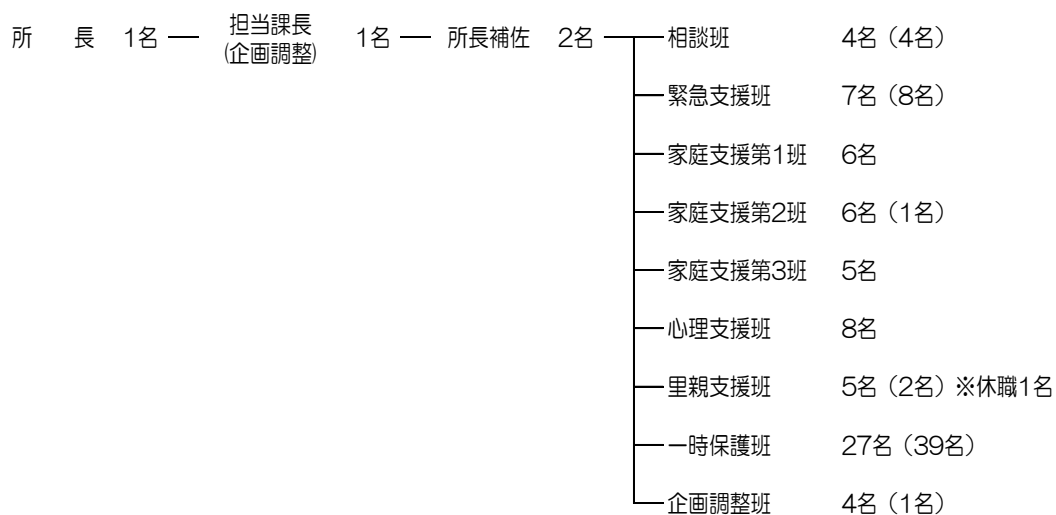 所　長 1名 担当課長 (企画調整) 1名 所長補佐 2名 相談班 4名（4名）
緊急支援班 7名（8名）
家庭支援第1班 6名
家庭支援第2班 6名（1名）
家庭支援第3班 5名
心理支援班 8名
里親支援班 5名（2名）※休職1名
一時保護班 27名（39名）
企画調整班 4名（1名）